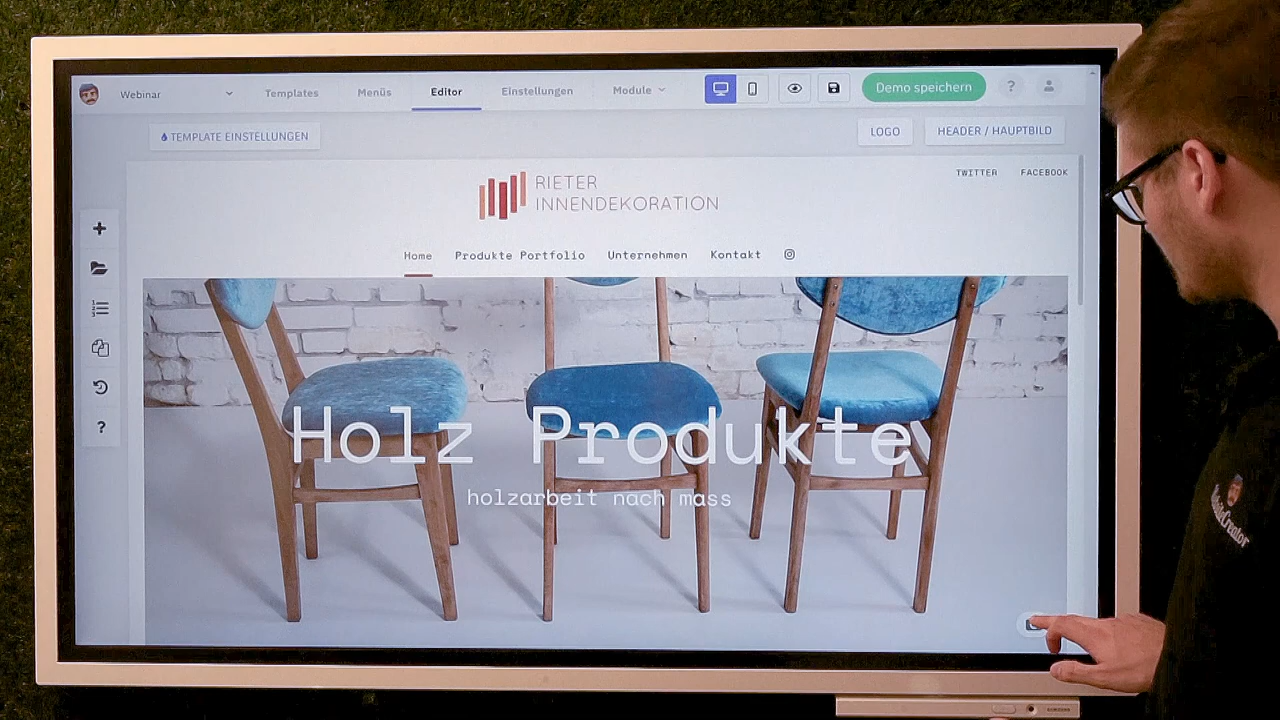 Webinar Templates Menüs Editor Einstellungen Module Demo speichern ?
TEMPLATE EINSTELLUNGEN LOGO HEADER / HAUPTBILD
TWITTER FACEBOOK
RIETER
INNENDEKORATION
Home Produkte Portfolio Unternehmen Kontakt
?
Holz Produkte
holzarbeit nach mass